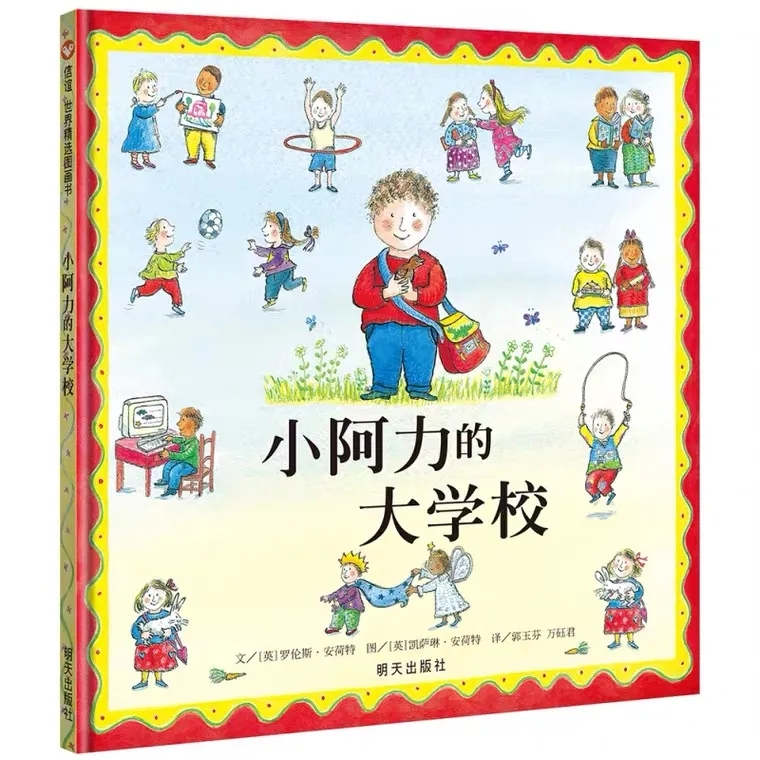 信谊 世界精选图画书
小阿力的大学校
明天出版社
小阿力的
大学校
文／[英]罗伦斯·安荷特 图／[英]凯萨琳·安荷特 译／郭玉芬 万砡君
明天出版社